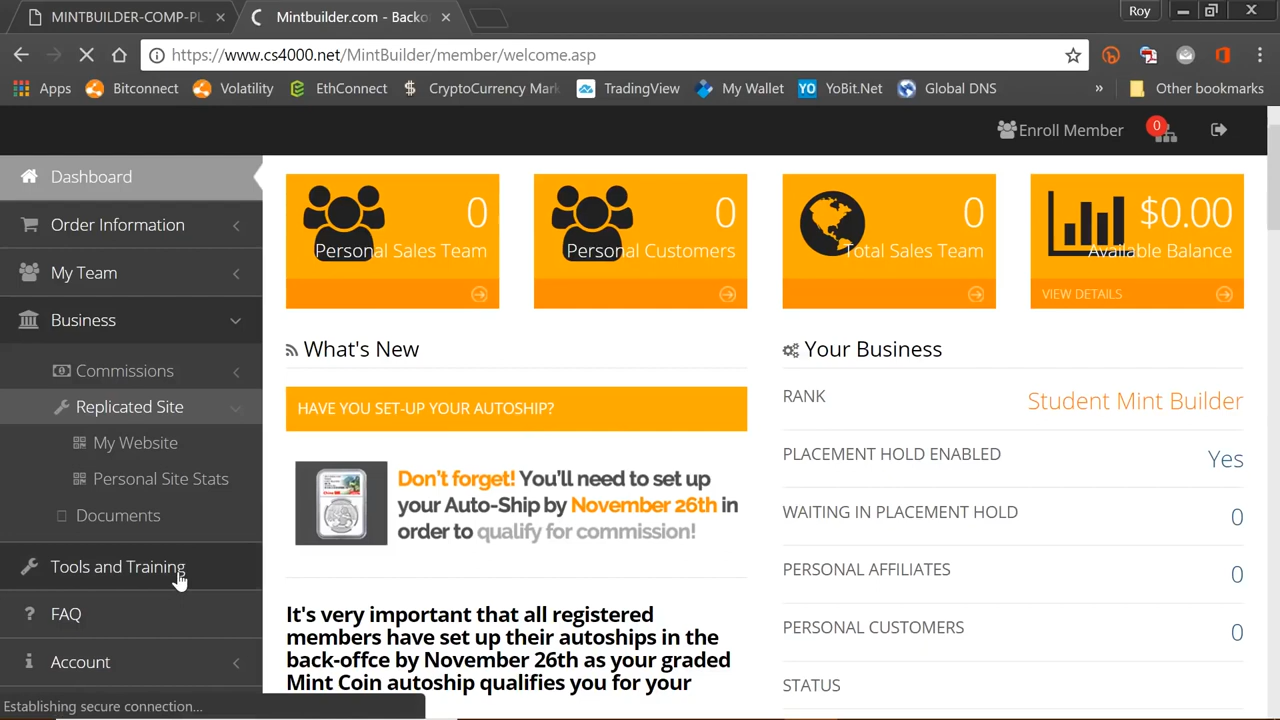 MINTBUILDER-COMP-PL
Mintbuilder.com - Backo
Roy
https://www.cs4000.net/MintBuilder/member/welcome.asp
Apps
Bitconnect
Volatility
EthConnect
CryptoCurrency Mark
TradingView
My Wallet
YO YoBit.Net
Global DNS
»
Other bookmarks
Enroll Member
0
Dashboard
Order Information
My Team
Business
Commissions
Replicated Site
My Website
Personal Site Stats
Documents
Tools and Training
FAQ
Account
0
Personal Sales Team
0
Personal Customers
0
Total Sales Team
$0.00
Available Balance
VIEW DETAILS
What's New
HAVE YOU SET-UP YOUR AUTOSHIP?
Don't forget! You'll need to set up
your Auto-Ship by November 26th in
order to qualify for commission!
It's very important that all registered
members have set up their autoships in the
back-offce by November 26th as your graded
Mint Coin autoship qualifies you for your
Your Business
RANK
Student Mint Builder
PLACEMENT HOLD ENABLED
Yes
WAITING IN PLACEMENT HOLD
0
PERSONAL AFFILIATES
0
PERSONAL CUSTOMERS
0
STATUS
Establishing secure connection...